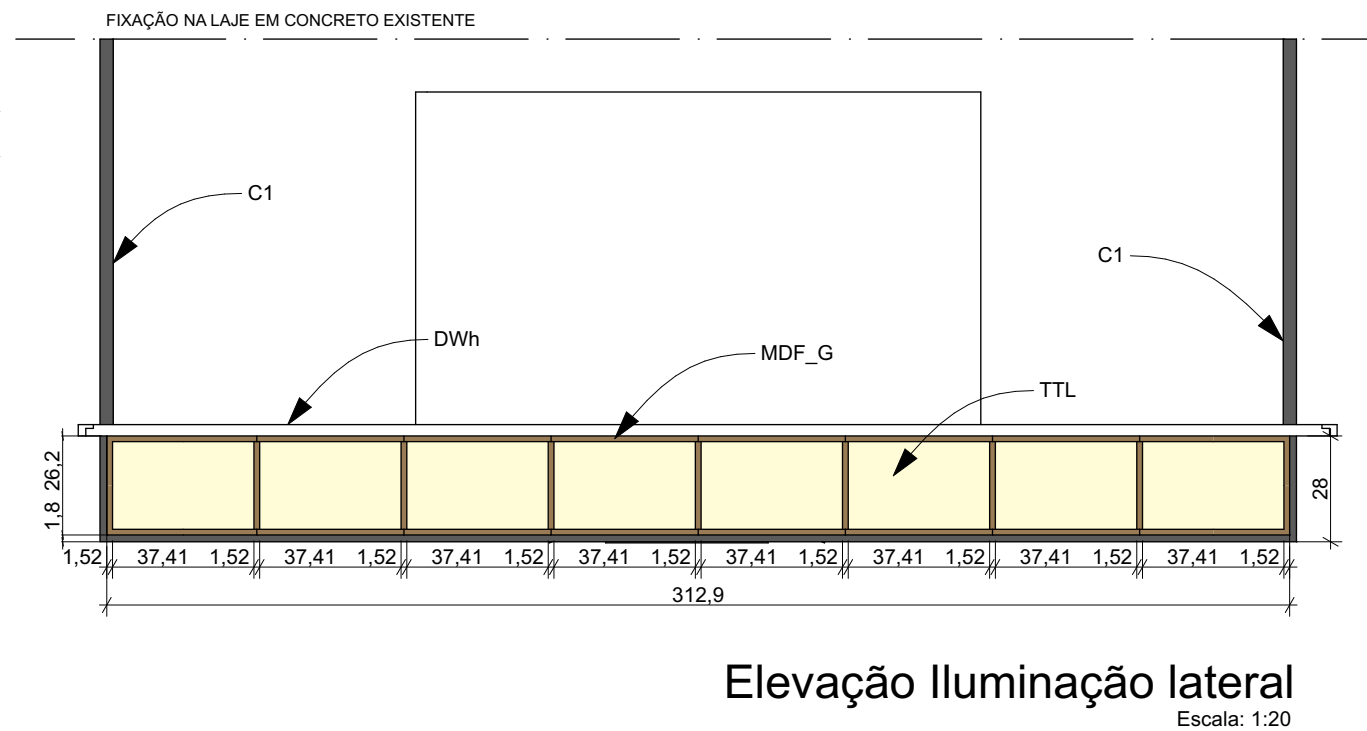 FIXAÇÃO NA LAJE EM CONCRETO EXISTENTE
C1
C1
DWh
MDF_G
TTL
26,2
1,8
28
1,52 37,41 1,52 37,41 1,52 37,41 1,52 37,41 1,52 37,41 1,52 37,41 1,52 37,41 1,52 37,41 1,52
312,9
Elevação Iluminação lateral
Escala: 1:20